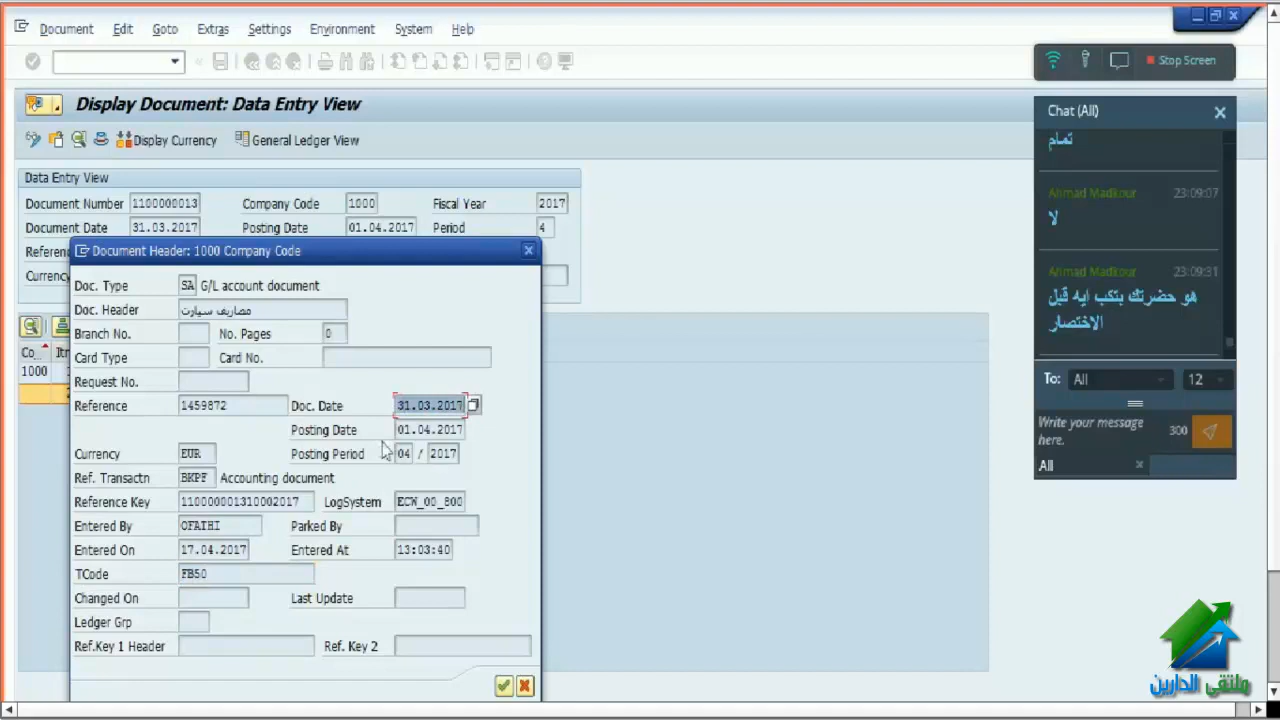 Document Edit Goto Extras Settings Environment System Help
Stop Screen
Display Document: Data Entry View
Display Currency General Ledger View
Data Entry View
Document Number 1100000013 Company Code 1000 Fiscal Year 2017
Document Date 31.03.2017 Posting Date 01.04.2017 Period 4
Referenc
Currency
Co... Itm
1000
Document Header: 1000 Company Code
Doc. Type SA G/L account document
Doc. Header مصاريف سيارت
Branch No. No. Pages 0
Card Type Card No.
Request No.
Reference 1459872 Doc. Date 31.03.2017
Posting Date 01.04.2017
Currency EUR Posting Period 04 / 2017
Ref. Transactn BKPF Accounting document
Reference Key 110000001310002017 LogSystem ECW_00_800
Entered By OFATHI Parked By
Entered On 17.04.2017 Entered At 13:03:40
TCode FB50
Changed On Last Update
Ledger Grp
Ref.Key 1 Header Ref. Key 2
Chat (All)
تمام
Ahmad Madkour 23:09:07
لا
Ahmad Madkour 23:09:31
هو حضرتك بتكب ايه قبل
الاختصار
To: All 12
Write your message
here. 300
All
ملتقى الدارين